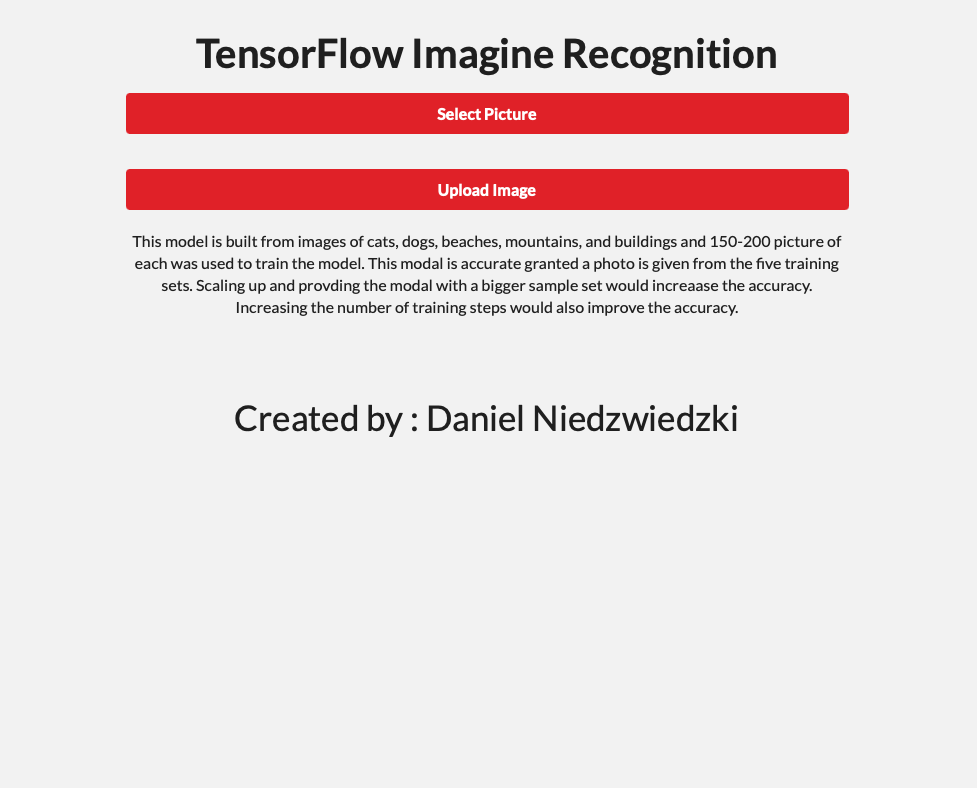 TensorFlow Imagine Recognition
Select Picture
Upload Image
This model is built from images of cats, dogs, beaches, mountains, and buildings and 150-200 picture of
each was used to train the model. This modal is accurate granted a photo is given from the five training
sets. Scaling up and provding the modal with a bigger sample set would increaase the accuracy.
Increasing the number of training steps would also improve the accuracy.
Created by : Daniel Niedzwiedzki